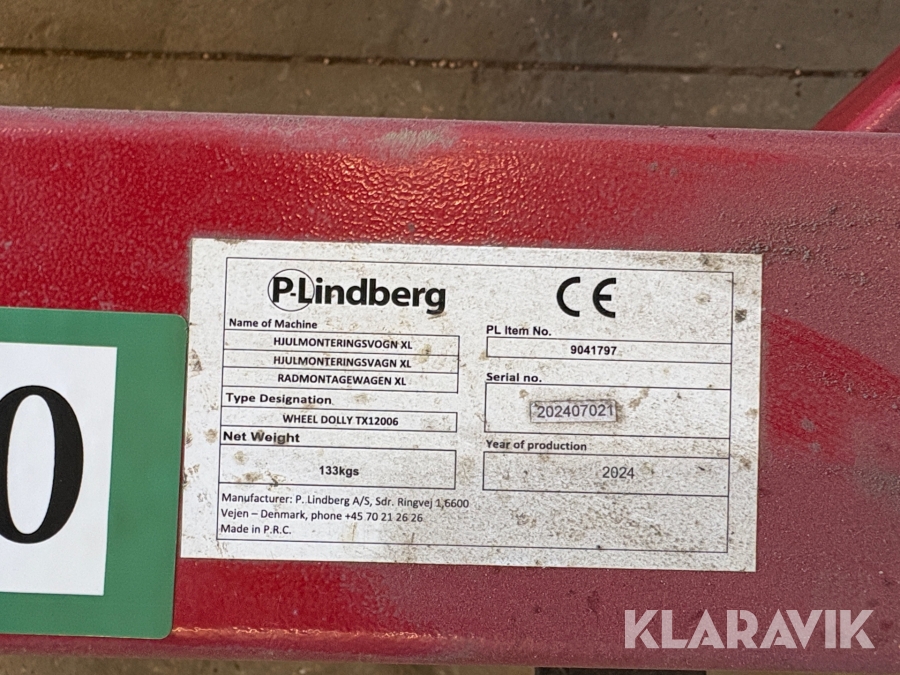 P-Lindberg
CE
Name of Machine
HJULMONTERINGSVOGN XL
HJULMONTERINGSVAGN XL
RADMONTAGEWAGEN XL
Type Designation
WHEEL DOLLY TX12006
Net Weight
133kgs
PL Item No.
9041797
Serial no.
202407021
Year of production
2024
Manufacturer: P. Lindberg A/S, Sdr. Ringvej 1,6600
Vejen – Denmark, phone +45 70 21 26 26
Made in P.R.C.
0
KLARAVIK